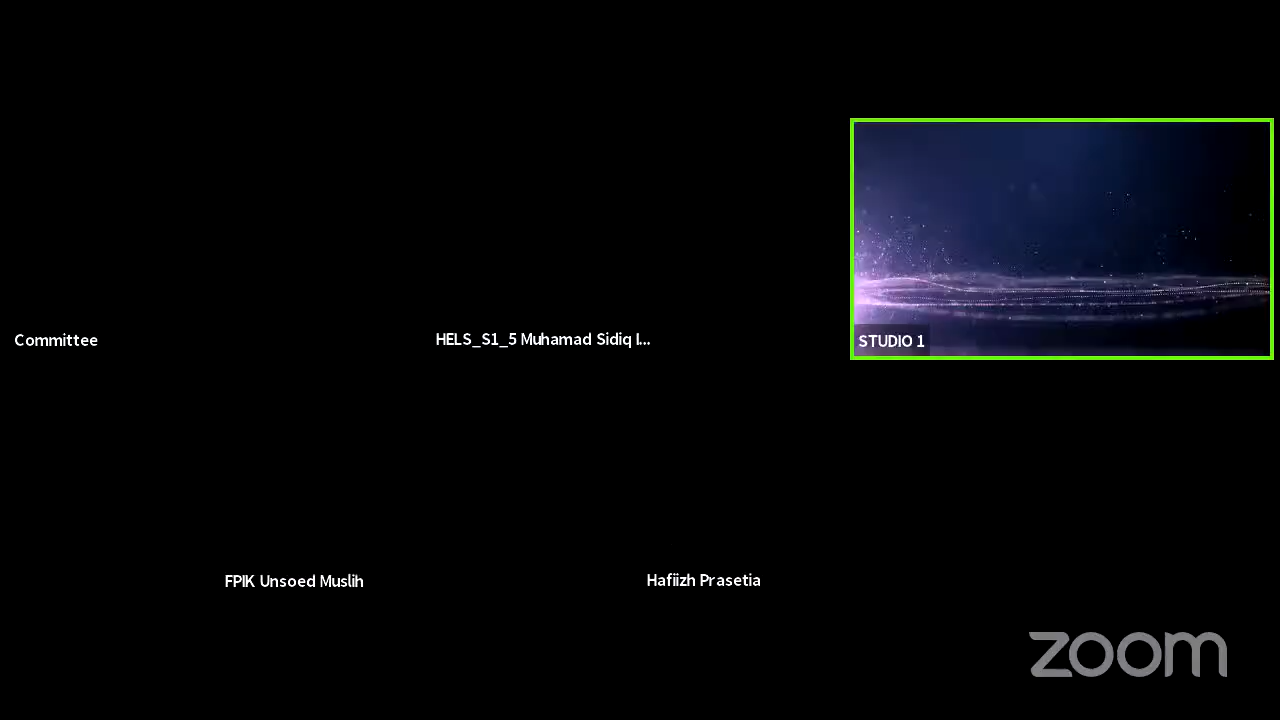 Committee
HELS_S1_5 Muhamad Sidiq I...
STUDIO 1
FPIK Unsoed Muslih
Hafiizh Prasetia
zoom